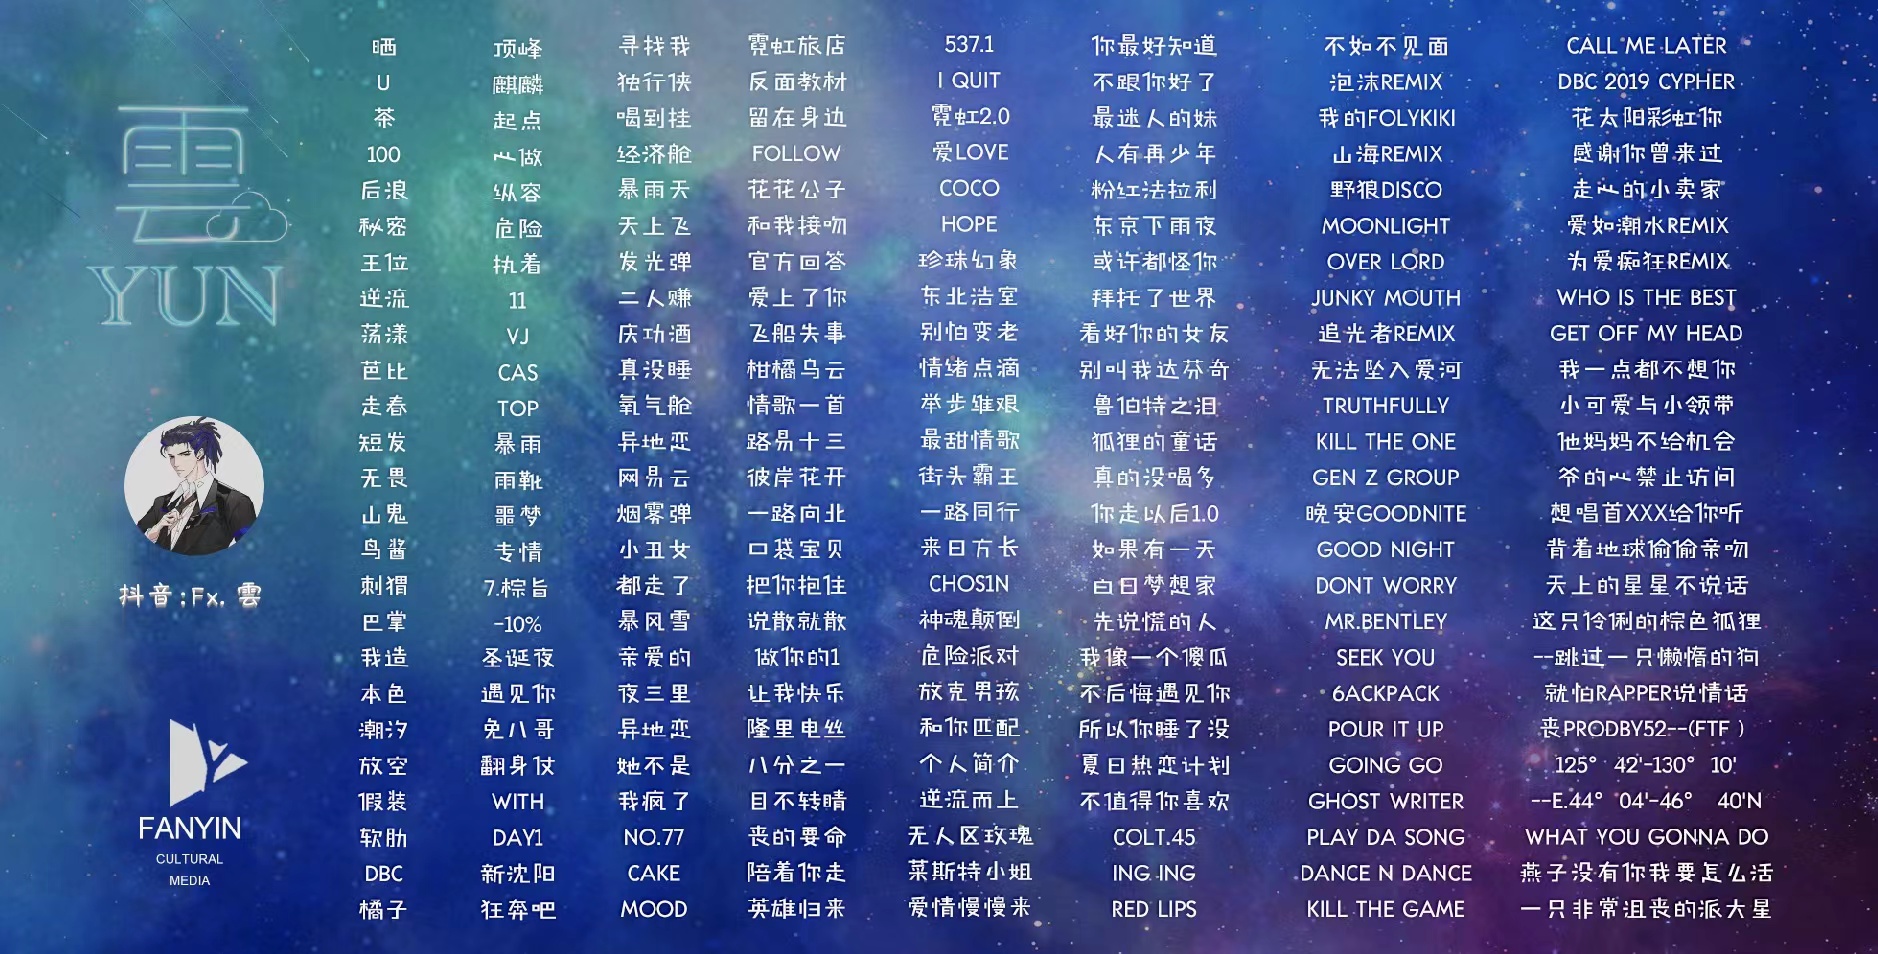 雲
YUN
抖音:Fx. 雲
FANYIN
CULTURAL
MEDIA
晒
U
茶
100
后浪
秘密
王位
逆流
荡漾
芭比
走春
短发
无畏
山鬼
鸟酱
刺猬
巴掌
我造
本色
潮汐
放空
假装
软肋
DBC
橘子
顶峰
麒麟
起点
心做
纵容
危险
执着
11
VJ
CAS
TOP
暴雨
雨靴
噩梦
专情
7.棕旨
-10%
圣诞夜
遇见你
兔八哥
翻身仗
WITH
DAY1
新沈阳
狂奔吧
寻找我
独行侠
喝到挂
经济舱
暴雨天
天上飞
发光弹
二人赚
庆功酒
真没睡
氧气舱
异地恋
网易云
烟雾弹
小丑女
都走了
暴风雪
亲爱的
夜三里
异地恋
她不是
我疯了
NO.77
CAKE
MOOD
霓虹旅店
反面教材
留在身边
FOLLOW
花花公子
和我接吻
官方回答
爱上了你
飞船失事
柑橘乌云
情歌一首
路易十三
彼岸花开
一路向北
口袋宝贝
把你抱住
说散就散
做你的1
让我快乐
隆里电丝
八分之一
目不转睛
丧的要命
陪着你走
英雄归来
537.1
I QUIT
霓虹2.0
爱LOVE
COCO
HOPE
珍珠幻象
东北浩室
别怕变老
情绪点滴
举步维艰
最甜情歌
街头霸王
一路同行
来日方长
CHOS1N
神魂颠倒
危险派对
放克男孩
和你匹配
个人简介
逆流而上
无人区玫瑰
莱斯特小姐
爱情慢慢来
你最好知道
不跟你好了
最迷人的妹
人有再少年
粉红法拉利
东京下雨夜
或许都怪你
拜托了世界
看好你的女友
别叫我达芬奇
鲁伯特之泪
狐狸的童话
真的没喝多
你走以后1.0
如果有一天
白日梦想家
先说慌的人
我像一个傻瓜
不后悔遇见你
所以你睡了没
夏日热恋计划
不值得你喜欢
COLT.45
ING ING
RED LIPS
不如不见面
泡沫REMIX
我的FOLYKIKI
山海REMIX
野狼DISCO
MOONLIGHT
OVER LORD
JUNKY MOUTH
追光者REMIX
无法坠入爱河
TRUTHFULLY
KILL THE ONE
GEN Z GROUP
晚安GOODNITE
GOOD NIGHT
DONT WORRY
MR.BENTLEY
SEEK YOU
6ACKPACK
POUR IT UP
GOING GO
GHOST WRITER
PLAY DA SONG
DANCE N DANCE
KILL THE GAME
CALL ME LATER
DBC 2019 CYPHER
花太阳彩虹你
感谢你曾来过
走心的小卖家
爱如潮水REMIX
为爱痴狂REMIX
WHO IS THE BEST
GET OFF MY HEAD
我一点都不想你
小可爱与小领带
他妈妈不给机会
爷的心禁止访问
想唱首XXX给你听
背着地球偷偷亲吻
天上的星星不说话
这只伶俐的棕色狐狸
--跳过一只懒惰的狗
就怕RAPPER说情话
丧PRODBY52--(FTF )
125° 42'-130° 10'
--E.44° 04'-46° 40'N
WHAT YOU GONNA DO
燕子没有你我要怎么活
一只非常沮丧的派大星